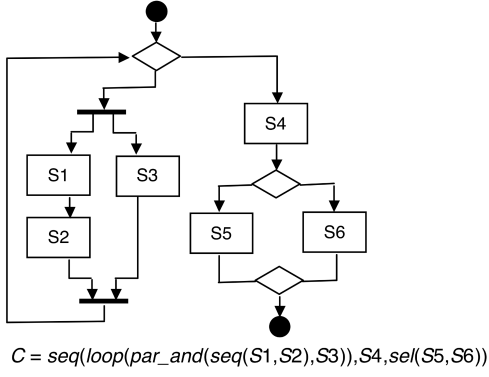 S4
S1
S3
S2
S5
S6
C = seq(loop(par_and(seq(S1,S2),S3)),S4,sel(S5,S6))